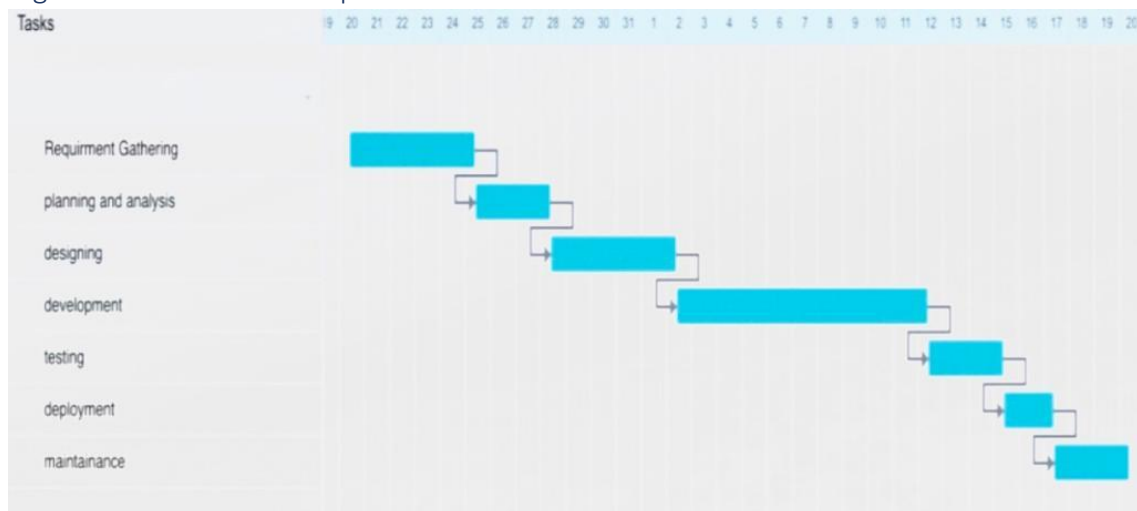 Tasks 19 20 21 22 23 24 25 26 27 28 29 30 31 1 2 3 4 5 6 7 8 9 10 11 12 13 14 15 16 17 18 19 20
Requirment Gathering
planning and analysis
designing
development
testing
deployment
maintainance